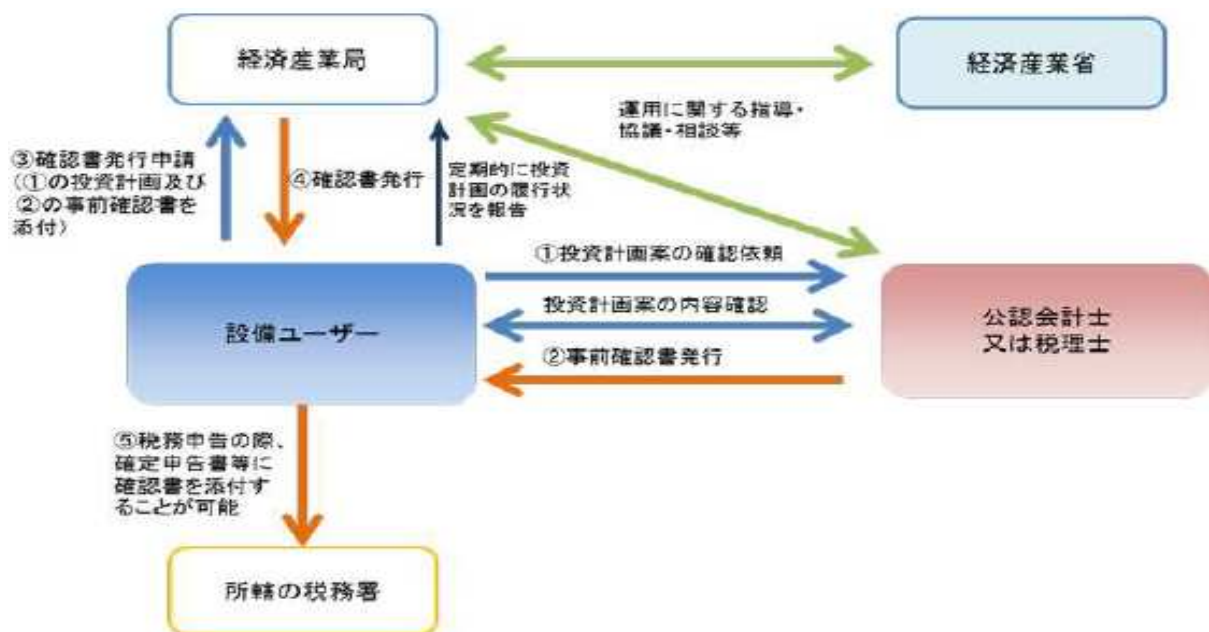 経済産業局
経済産業省
運用に関する指導・
協議・相談等
③確認書発行申請
(①の投資計画及び
②の事前確認書を
添付)
④確認書発行
定期的に投資
計画の履行状
況を報告
①投資計画案の確認依頼
設備ユーザー
投資計画案の内容確認
公認会計士
又は税理士
②事前確認書発行
⑤税務申告の際、
確定申告書等に
確認書を添付す
ることが可能
所轄の税務署